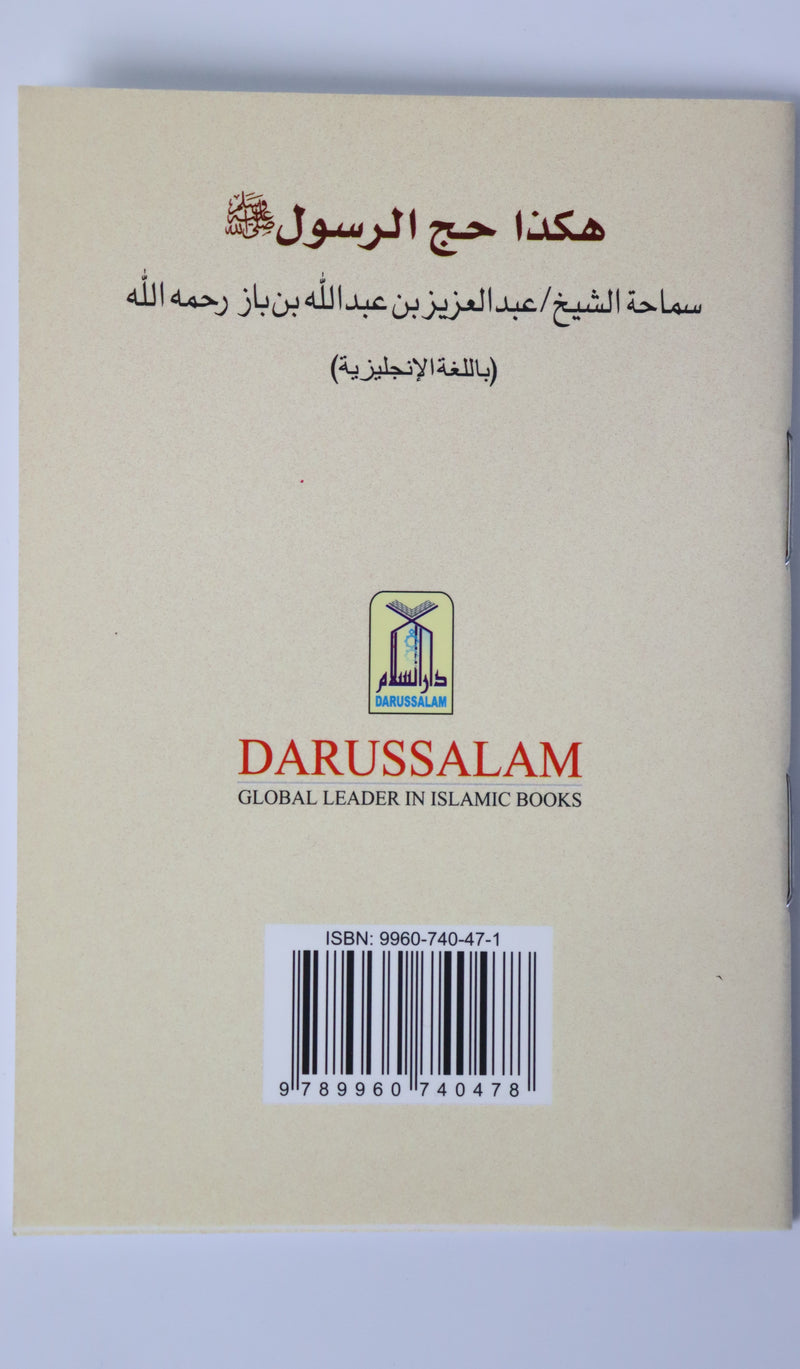 هكذا حج الرسول ﷺ
سماحة الشيخ/عبدالعزيز بن عبدالله بن باز رحمه الله
(باللغة الإنجليزية)
دار السلام
DARUSSALAM
DARUSSALAM
GLOBAL LEADER IN ISLAMIC BOOKS
ISBN: 9960-740-47-1
9 789960 740478